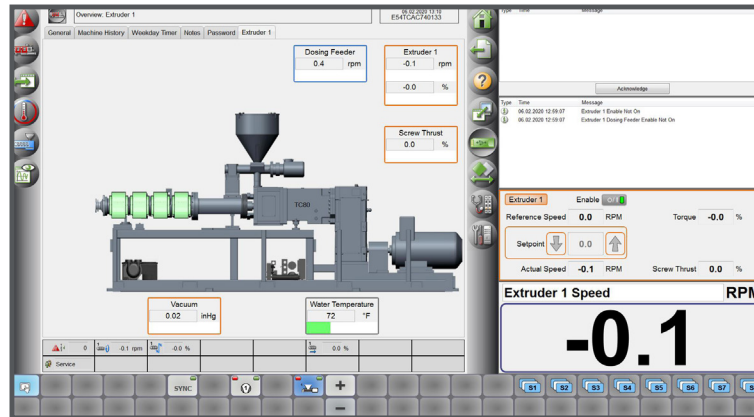 Overview: Extruder 1
06.02.2020 13:10
E54TCAC740133
General Machine History Weekday Timer Notes Password Extruder 1
Dosing Feeder
0.4 rpm
Extruder 1
-0.1 rpm
-0.0 %
Screw Thrust
0.0 %
TC80
Vacuum
0.02 inHg
Water Temperature
72 °F
0 -0.1 rpm -0.0 % 0.0 %
Service
SYNC
+
−
Type Time Message
Acknowledge
Type Time Message
06.02.2020 12:59:07 Extruder 1 Enable Not On
06.02.2020 12:59:07 Extruder 1 Dosing Feeder Enable Not On
Extruder 1 Enable
Reference Speed 0.0 RPM Torque -0.0 %
Setpoint 0.0
Actual Speed -0.1 RPM Screw Thrust 0.0 %
Extruder 1 Speed RPM
-0.1
S1 S2 S3 S4 S5 S6 S7